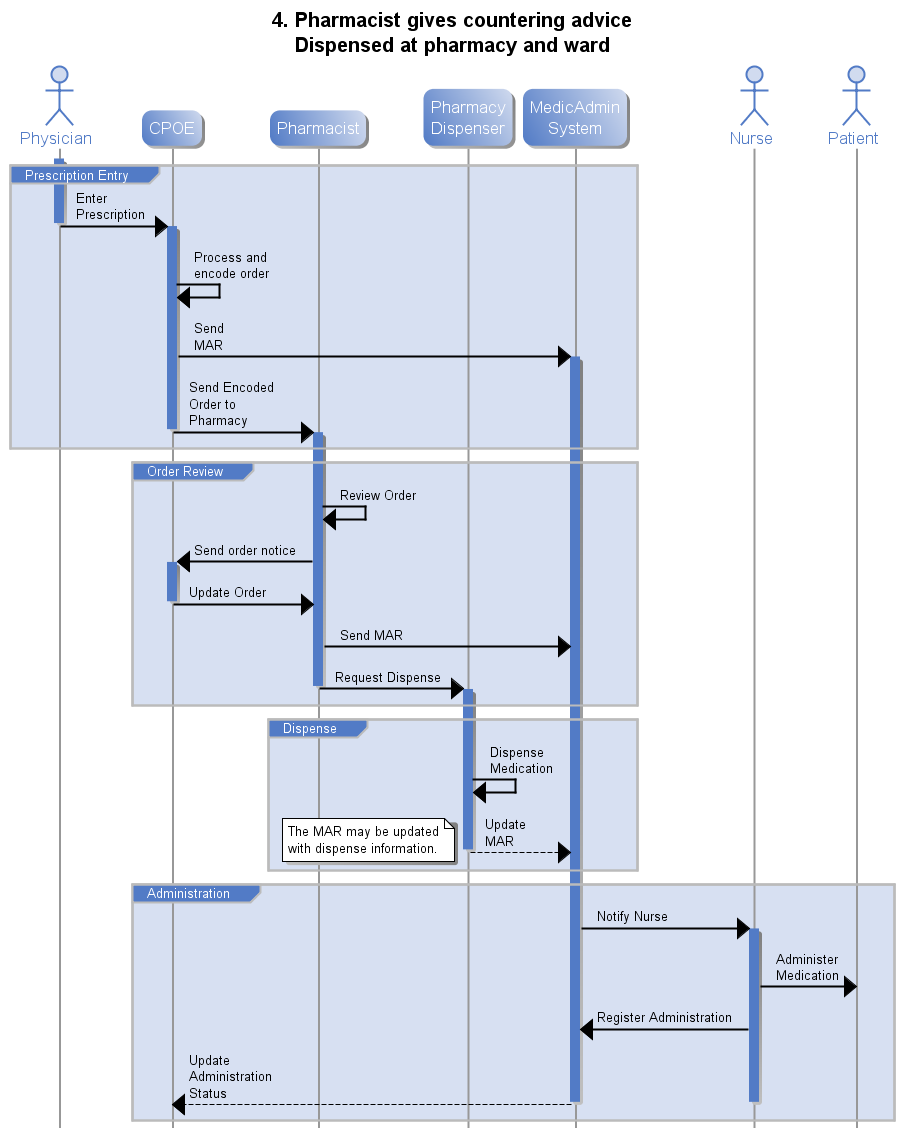 4. Pharmacist gives countering advice
Dispensed at pharmacy and ward
Physician
CPOE
Pharmacist
Pharmacy
Dispenser
MedicAdmin
System
Nurse
Patient
Prescription Entry
Enter
Prescription
Process and
encode order
Send
MAR
Send Encoded
Order to
Pharmacy
Order Review
Review Order
Send order notice
Update Order
Send MAR
Request Dispense
Dispense
Dispense
Medication
The MAR may be updated
with dispense information.
Update
MAR
Administration
Notify Nurse
Administer
Medication
Register Administration
Update
Administration
Status